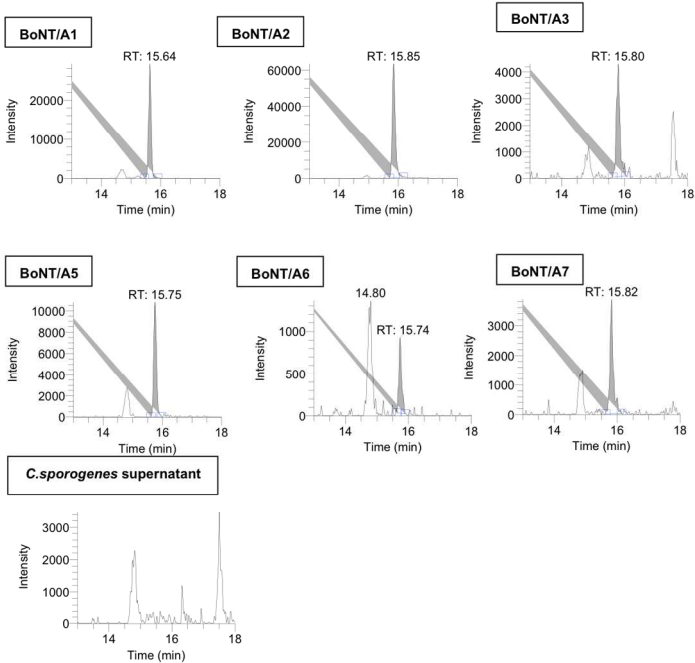 BoNT/A1
RT: 15.64
20000
10000
0
Intensity
14 16 18
Time (min)
BoNT/A2
RT: 15.85
60000
40000
20000
0
Intensity
14 16 18
Time (min)
BoNT/A3
RT: 15.80
4000
3000
2000
1000
0
Intensity
14 16 18
Time (min)
BoNT/A5
RT: 15.75
10000
8000
6000
4000
2000
0
Intensity
14 16 18
Time (min)
BoNT/A6
14.80
RT: 15.74
1000
500
0
Intensity
14 16 18
Time (min)
BoNT/A7
RT: 15.82
3000
2000
1000
0
Intensity
14 16 18
Time (min)
C.sporogenes supernatant
3000
2000
1000
0
Intensity
14 16 18
Time (min)